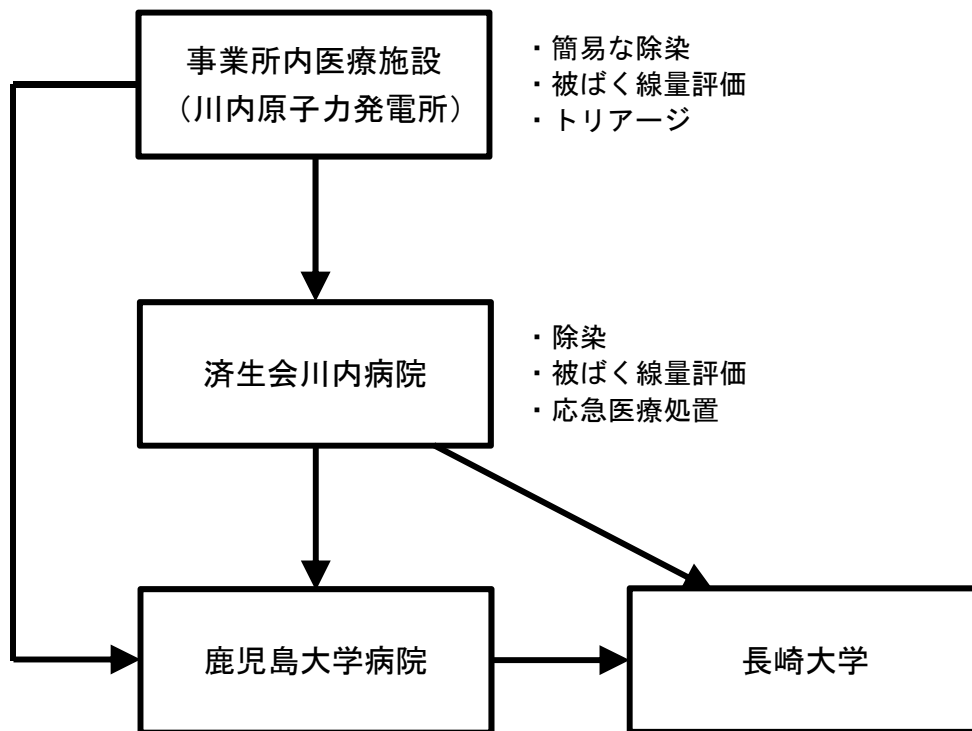 事業所内医療施設
（川内原子力発電所）
・簡易な除染
・被ばく線量評価
・トリアージ
済生会川内病院
・除染
・被ばく線量評価
・応急医療処置
鹿児島大学病院
長崎大学